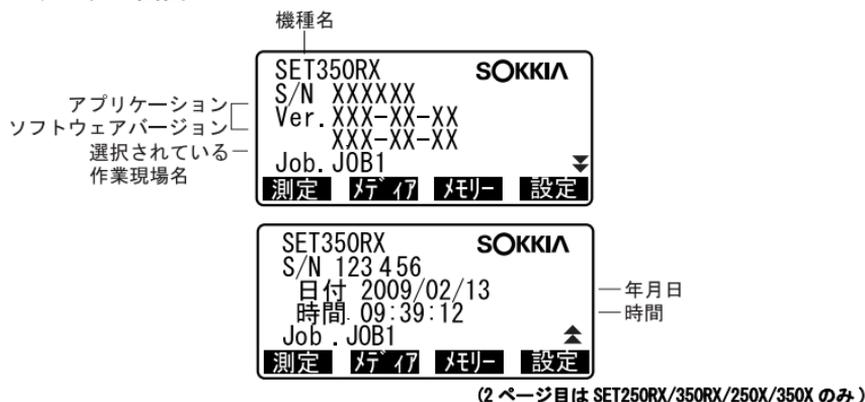 機種名
SET350RX SOKKIA
S/N XXXXXX
アプリケーション
ソフトウェアバージョン
Ver.XXX-XX-XX
XXX-XX-XX
選択されている
作業現場名
Job.JOB1
測定 メディア メモリー 設定
SET350RX SOKKIA
S/N 123456
日付 2009/02/13
年月日
時間 09:39:12
時間
Job .JOB1
測定 メディア メモリー 設定
(2 ページ目は SET250RX/350RX/250X/350X のみ)